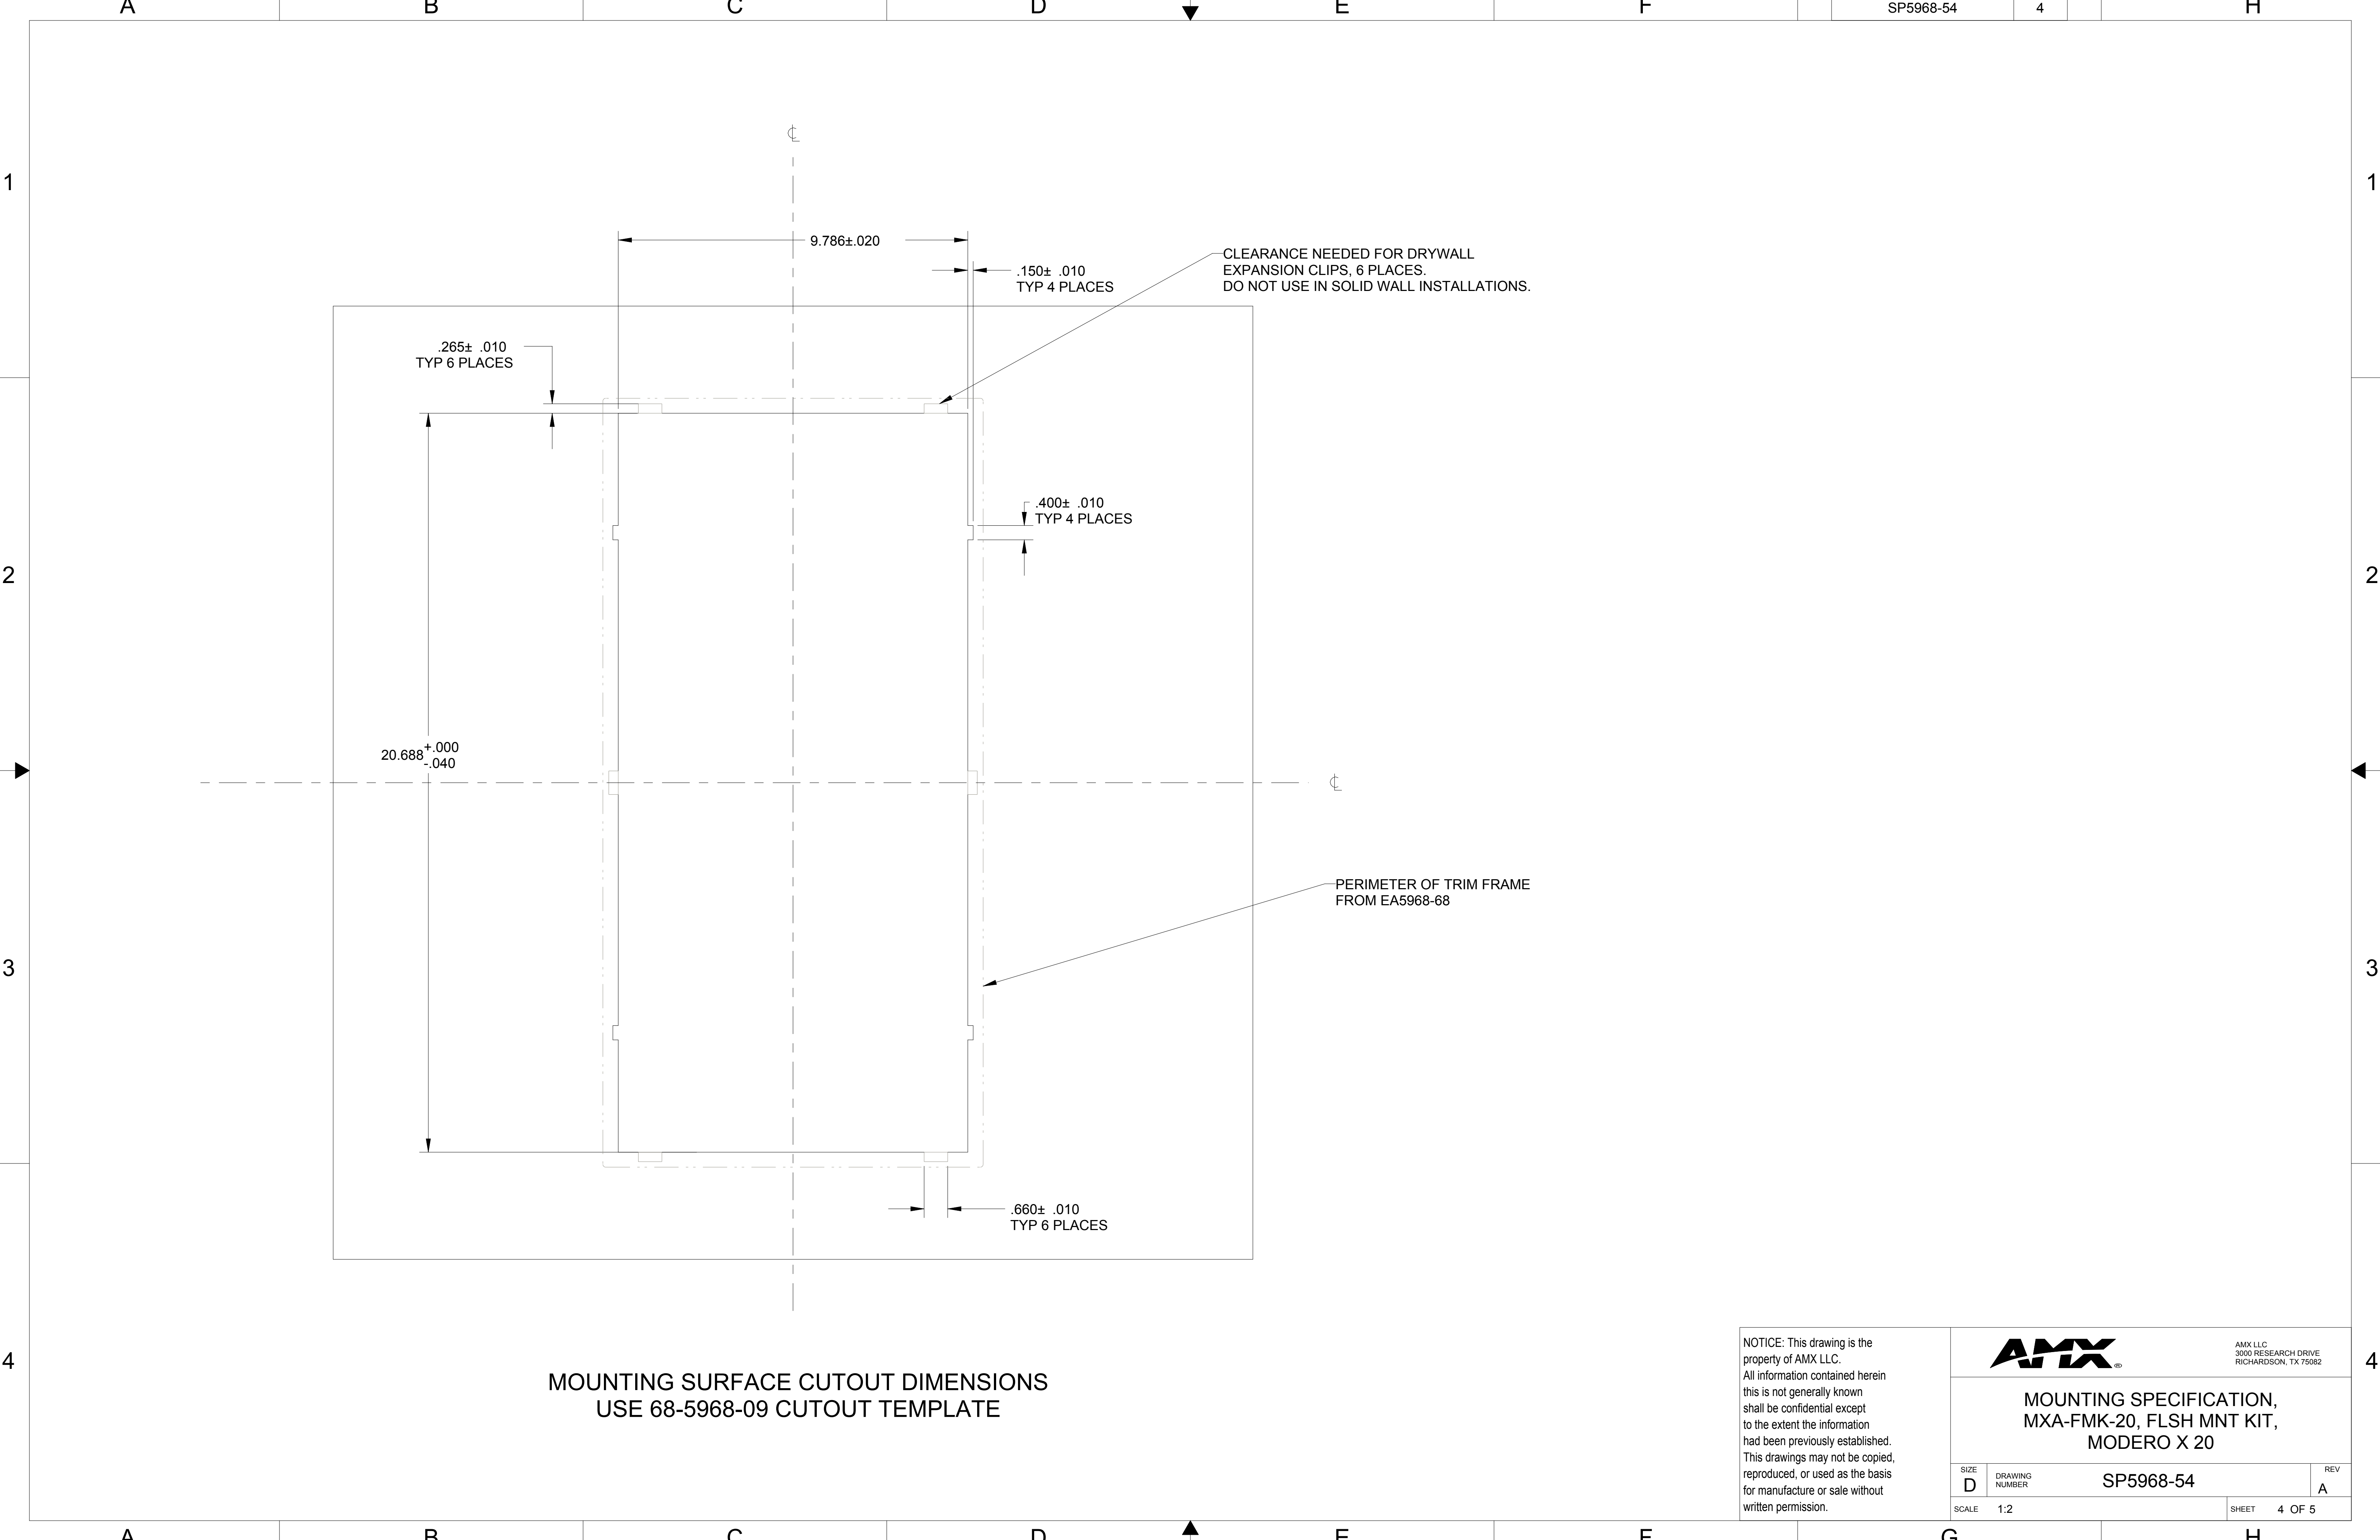 A B C D E F H
SP5968-54 4
℄
1 1
9.786±.020
CLEARANCE NEEDED FOR DRYWALL
EXPANSION CLIPS, 6 PLACES.
DO NOT USE IN SOLID WALL INSTALLATIONS.
.150± .010
TYP 4 PLACES
.265± .010
TYP 6 PLACES
.400± .010
TYP 4 PLACES
2 2
20.688 +.000
-.040
℄
PERIMETER OF TRIM FRAME
FROM EA5968-68
3 3
.660± .010
TYP 6 PLACES
4 4
MOUNTING SURFACE CUTOUT DIMENSIONS
USE 68-5968-09 CUTOUT TEMPLATE
NOTICE: This drawing is the
property of AMX LLC.
All information contained herein
this is not generally known
shall be confidential except
to the extent the information
had been previously established.
This drawings may not be copied,
reproduced, or used as the basis
for manufacture or sale without
written permission.
AMX®
AMX LLC
3000 RESEARCH DRIVE
RICHARDSON, TX 75082
MOUNTING SPECIFICATION,
MXA-FMK-20, FLSH MNT KIT,
MODERO X 20
SIZE
D
DRAWING
NUMBER
SP5968-54
REV
A
SCALE 1:2
SHEET 4 OF 5
A B C D E F G H